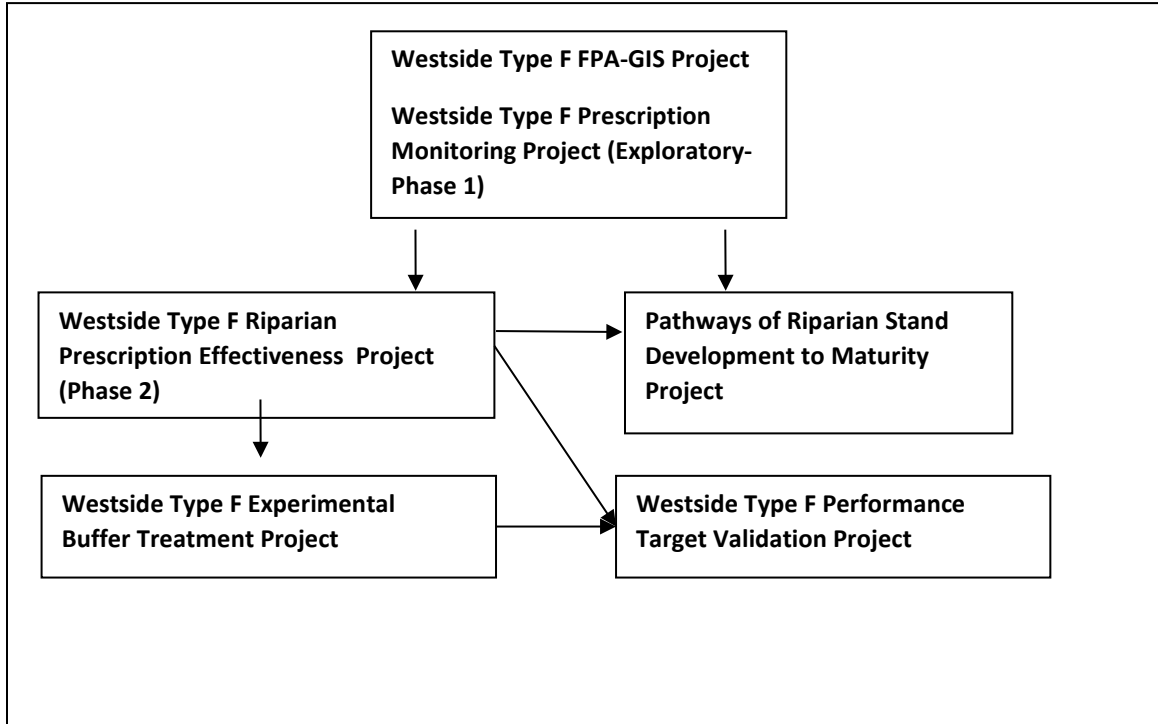 Westside Type F FPA-GIS Project
Westside Type F Prescription
Monitoring Project (Exploratory-
Phase 1)
Westside Type F Riparian
Prescription Effectiveness Project
(Phase 2)
Pathways of Riparian Stand
Development to Maturity
Project
Westside Type F Experimental
Buffer Treatment Project
Westside Type F Performance
Target Validation Project